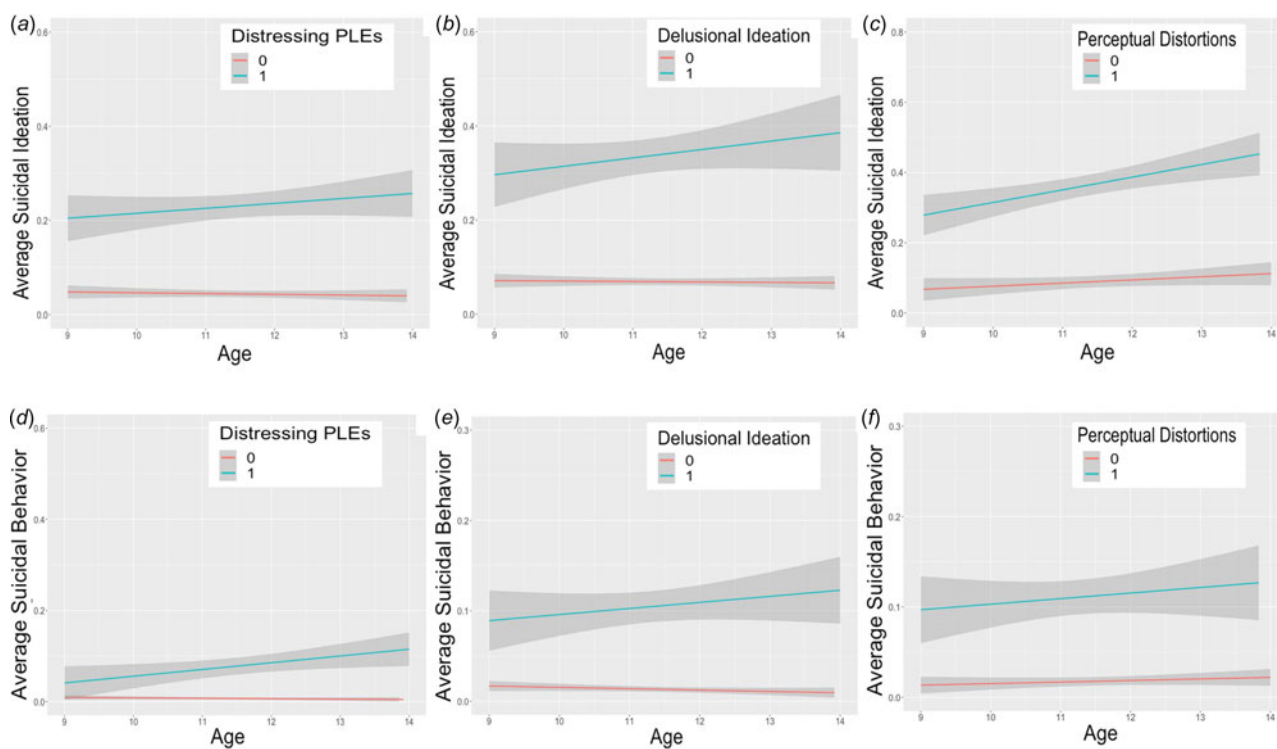 (a)
Distressing PLEs
0
1
Average Suicidal Ideation
0.6
0.4
0.2
0.0
9 10 11 12 13 14
Age
(b)
Delusional Ideation
0
1
Average Suicidal Ideation
0.6
0.4
0.2
0.0
9 10 11 12 13 14
Age
(c)
Perceptual Distortions
0
1
Average Suicidal Ideation
0.8
0.6
0.4
0.2
0.0
9 10 11 12 13 14
Age
(d)
Distressing PLEs
0
1
Average Suicidal Behavior
0.6
0.4
0.2
0.0
9 10 11 12 13 14
Age
(e)
Delusional Ideation
0
1
Average Suicidal Behavior
0.3
0.2
0.1
0.0
9 10 11 12 13 14
Age
(f)
Perceptual Distortions
0
1
Average Suicidal Behavior
0.3
0.2
0.1
0.0
9 10 11 12 13 14
Age